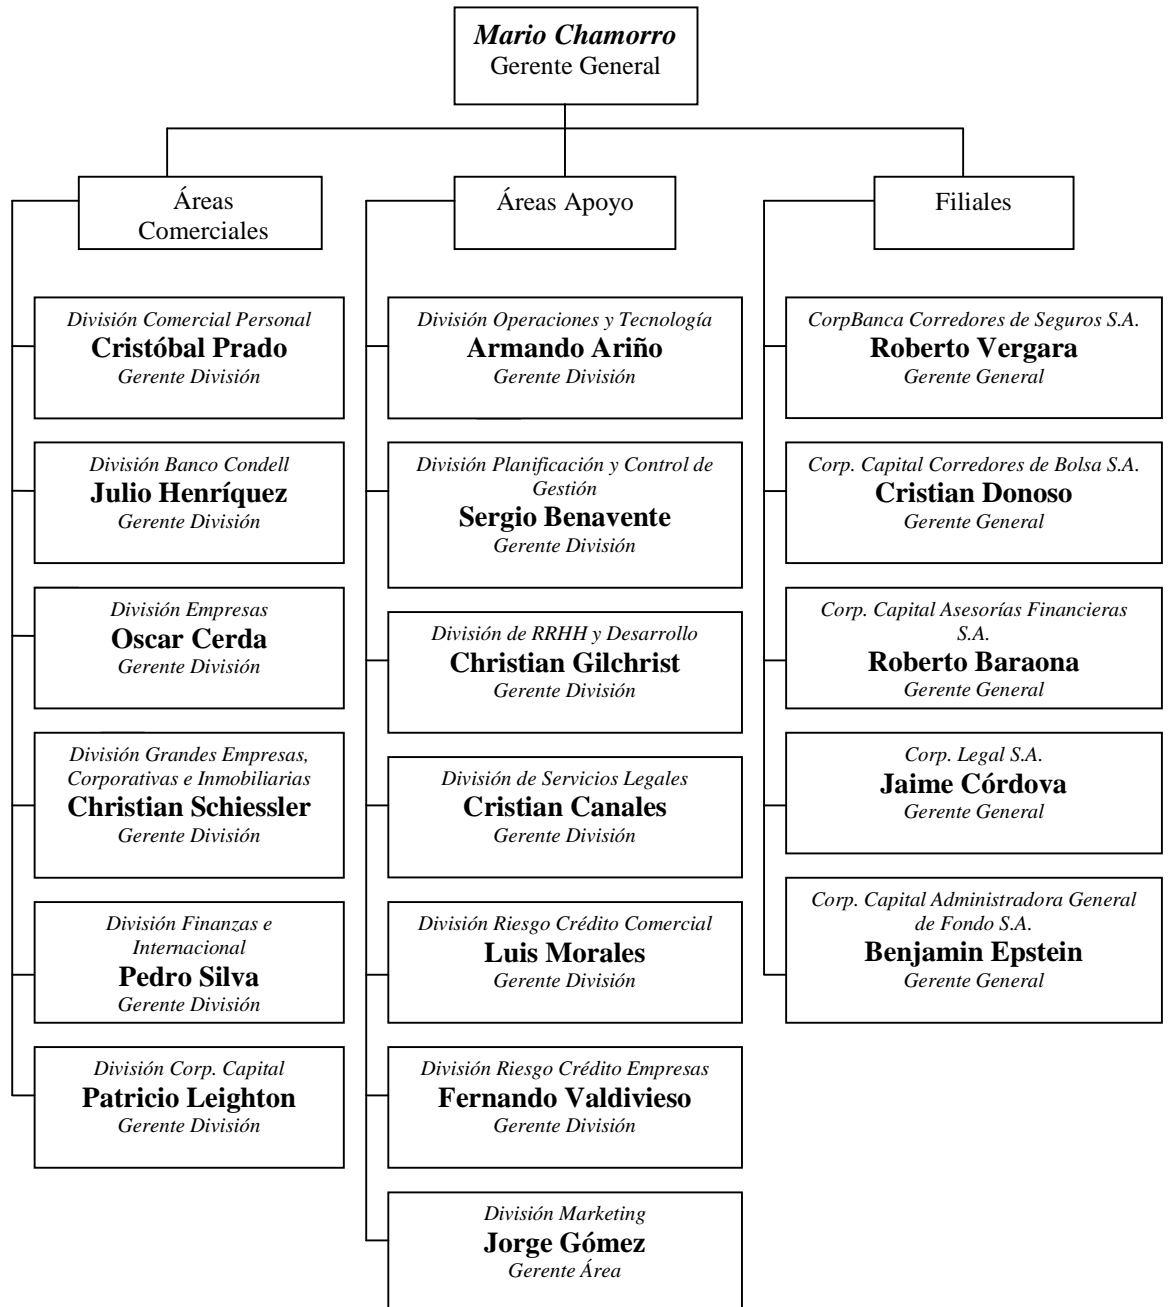 Mario Chamorro
Gerente General
Áreas
Comerciales
División Comercial Personal
Cristóbal Prado
Gerente División
División Banco Condell
Julio Henríquez
Gerente División
División Empresas
Oscar Cerda
Gerente División
División Grandes Empresas,
Corporativas e Inmobiliarias
Christian Schiessler
Gerente División
División Finanzas e
Internacional
Pedro Silva
Gerente División
División Corp. Capital
Patricio Leighton
Gerente División
Áreas Apoyo
División Operaciones y Tecnología
Armando Ariño
Gerente División
División Planificación y Control de
Gestión
Sergio Benavente
Gerente División
División de RRHH y Desarrollo
Christian Gilchrist
Gerente División
División de Servicios Legales
Cristian Canales
Gerente División
División Riesgo Crédito Comercial
Luis Morales
Gerente División
División Riesgo Crédito Empresas
Fernando Valdivieso
Gerente División
División Marketing
Jorge Gómez
Gerente Área
Filiales
CorpBanca Corredores de Seguros S.A.
Roberto Vergara
Gerente General
Corp. Capital Corredores de Bolsa S.A.
Cristian Donoso
Gerente General
Corp. Capital Asesorías Financieras
S.A.
Roberto Baraona
Gerente General
Corp. Legal S.A.
Jaime Córdova
Gerente General
Corp. Capital Administradora General
de Fondo S.A.
Benjamin Epstein
Gerente General